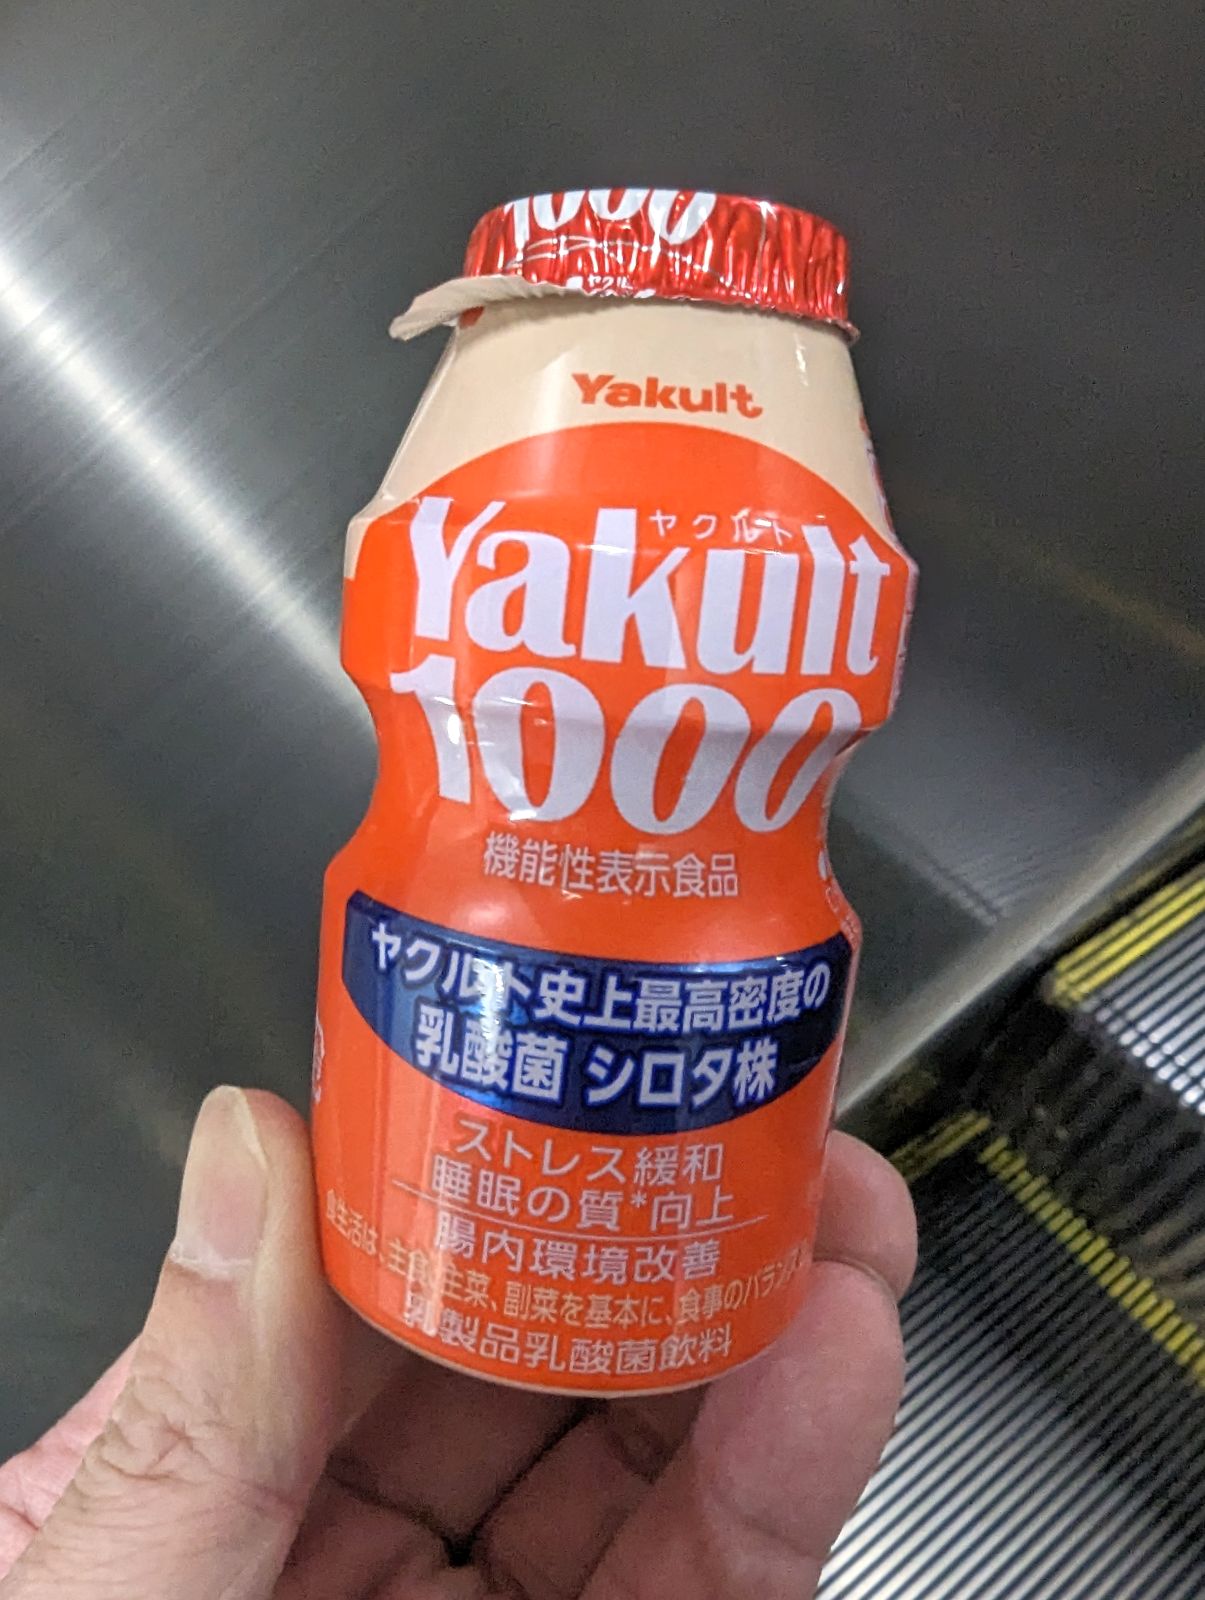 1000
ヤクル
Yakult
ヤクルト
Yakult
1000
機能性表示食品
ヤクルト史上最高密度の
乳酸菌 シロタ株
ストレス緩和
睡眠の質*向上
腸内環境改善
食生活は、主食、主菜、副菜を基本に、食事のバランスを
乳製品乳酸菌飲料